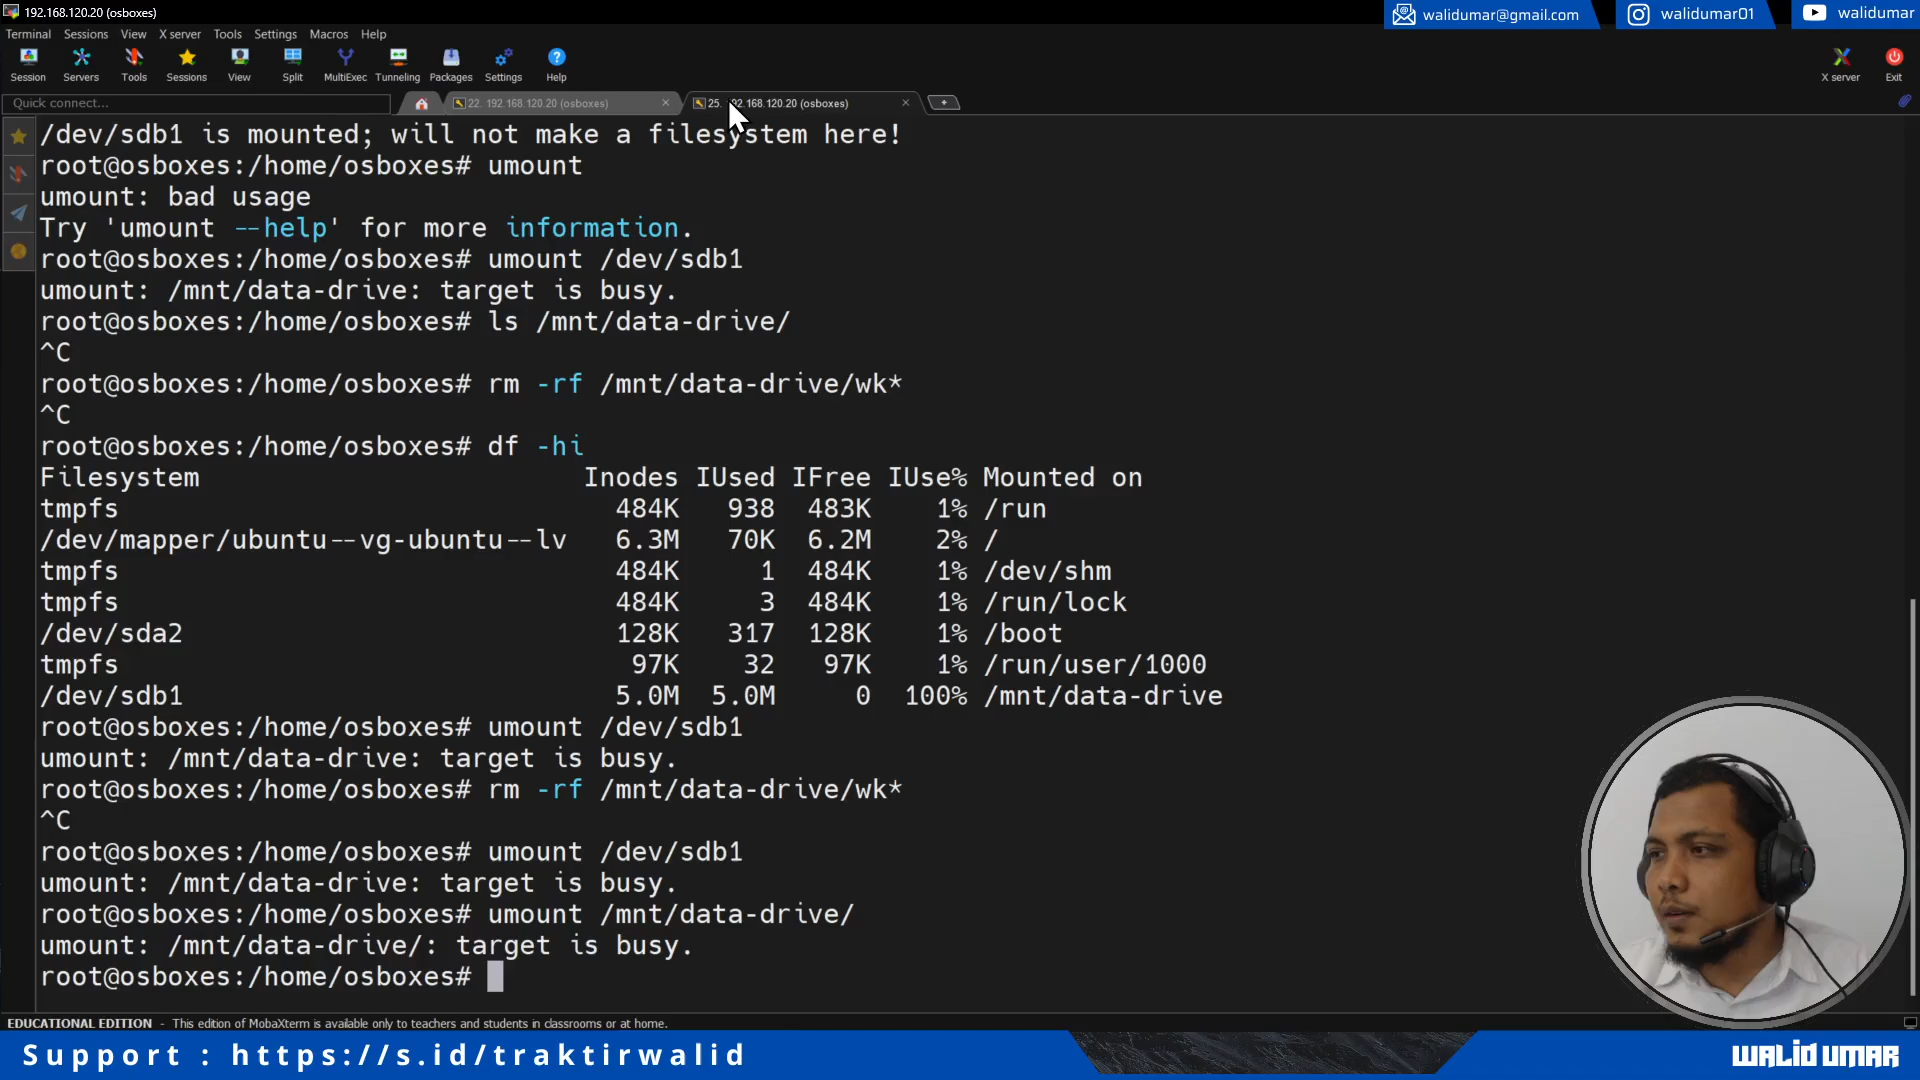 192.168.120.20 (osboxes)
walidumar@gmail.com
walidumar01
walidumar
Terminal Sessions View X server Tools Settings Macros Help
Session Servers Tools Sessions View Split MultiExec Tunneling Packages Settings Help
X server Exit
Quick connect...
22. 192.168.120.20 (osboxes)
25. 192.168.120.20 (osboxes)
/dev/sdb1 is mounted; will not make a filesystem here!
root@osboxes:/home/osboxes# umount
umount: bad usage
Try 'umount --help' for more information.
root@osboxes:/home/osboxes# umount /dev/sdb1
umount: /mnt/data-drive: target is busy.
root@osboxes:/home/osboxes# ls /mnt/data-drive/
^C
root@osboxes:/home/osboxes# rm -rf /mnt/data-drive/wk*
^C
root@osboxes:/home/osboxes# df -hi
Filesystem Inodes IUsed IFree IUse% Mounted on
tmpfs 484K 938 483K 1% /run
/dev/mapper/ubuntu--vg-ubuntu--lv 6.3M 70K 6.2M 2% /
tmpfs 484K 1 484K 1% /dev/shm
tmpfs 484K 3 484K 1% /run/lock
/dev/sda2 128K 317 128K 1% /boot
tmpfs 97K 32 97K 1% /run/user/1000
/dev/sdb1 5.0M 5.0M 0 100% /mnt/data-drive
root@osboxes:/home/osboxes# umount /dev/sdb1
umount: /mnt/data-drive: target is busy.
root@osboxes:/home/osboxes# rm -rf /mnt/data-drive/wk*
^C
root@osboxes:/home/osboxes# umount /dev/sdb1
umount: /mnt/data-drive: target is busy.
root@osboxes:/home/osboxes# umount /mnt/data-drive/
umount: /mnt/data-drive/: target is busy.
root@osboxes:/home/osboxes#
EDUCATIONAL EDITION - This edition of MobaXterm is available only to teachers and students in classrooms or at home.
Support : https://s.id/traktirwalid
WALID UMAR